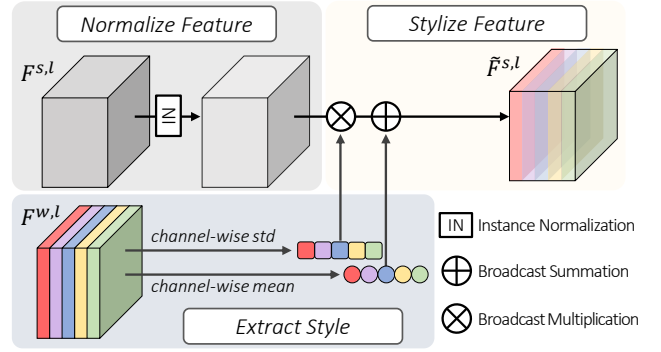 Normalize Feature
Stylize Feature
F^{s,l}
IN
F̃^{s,l}
F^{w,l}
channel-wise std
channel-wise mean
Extract Style
IN Instance Normalization
Broadcast Summation
Broadcast Multiplication